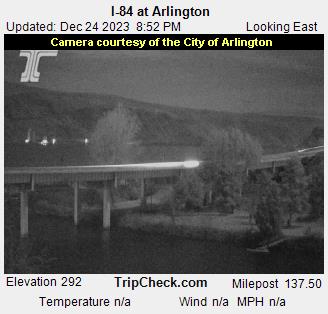 I-84 at Arlington
Updated: Dec 24 2023 8:52 PM Looking East
Camera courtesy of the City of Arlington
Elevation 292 TripCheck.com Milepost 137.50
Temperature n/a Wind n/a MPH n/a